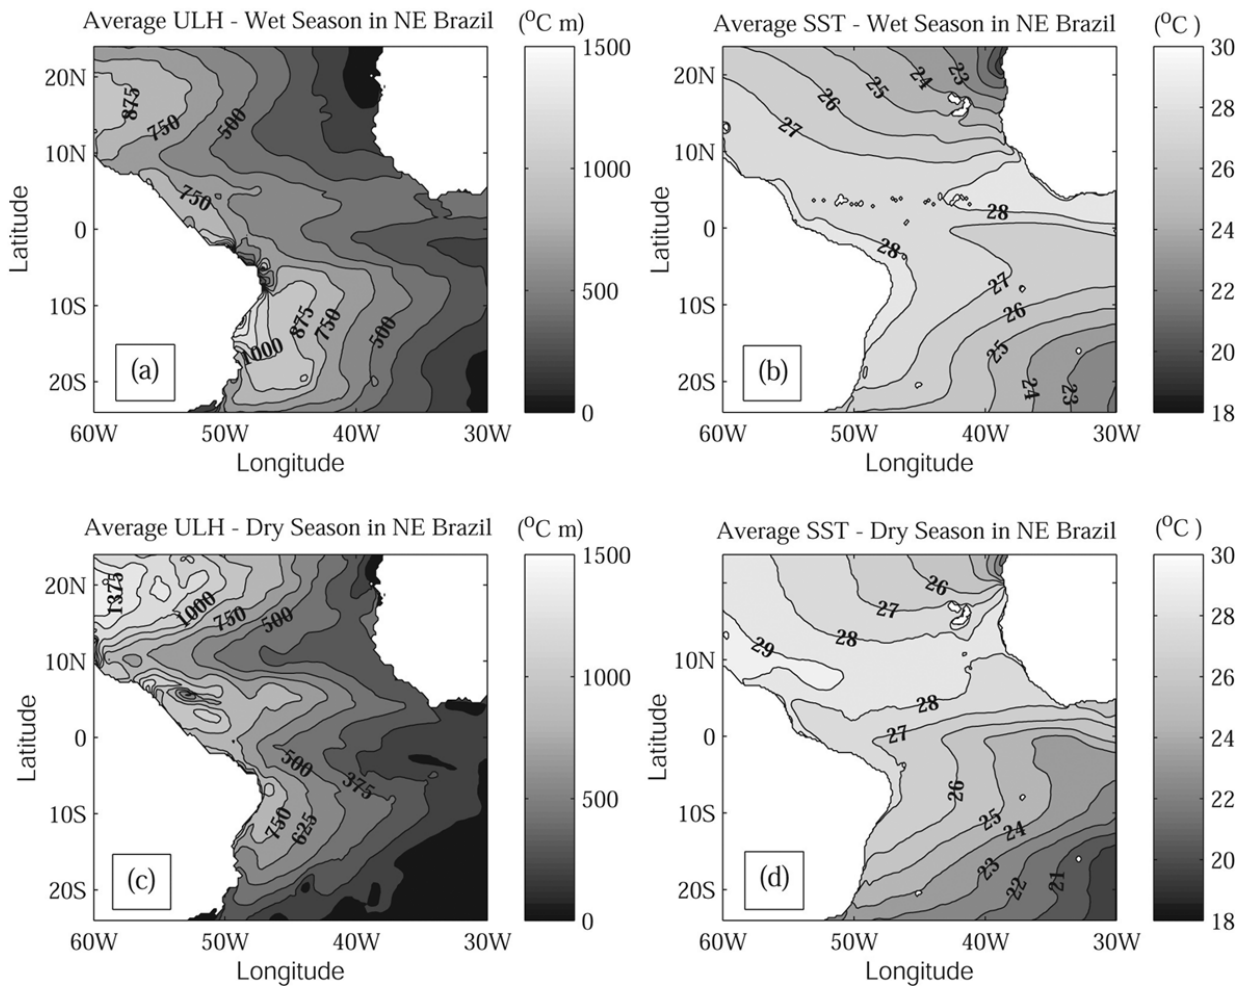 Average ULH - Wet Season in NE Brazil (°C m)
1500
1000
500
0
20N
10N
0
10S
20S
Latitude
875
750
500
750
875
750
500
1000
(a)
60W 50W 40W 30W
Longitude
Average SST - Wet Season in NE Brazil (°C )
30
28
26
24
22
20
18
20N
10N
0
10S
20S
Latitude
23
24
25
26
27
28
28
27
26
25
24
23
(b)
60W 50W 40W 30W
Longitude
Average ULH - Dry Season in NE Brazil (°C m)
1500
1000
500
0
20N
10N
0
10S
20S
Latitude
1375
1000
750
500
500
375
750
625
(c)
60W 50W 40W 30W
Longitude
Average SST - Dry Season in NE Brazil (°C )
30
28
26
24
22
20
18
10N
0
10S
20S
Latitude
26
27
28
29
28
27
26
25
24
23
22
21
(d)
60W 50W 40W 30W
Longitude